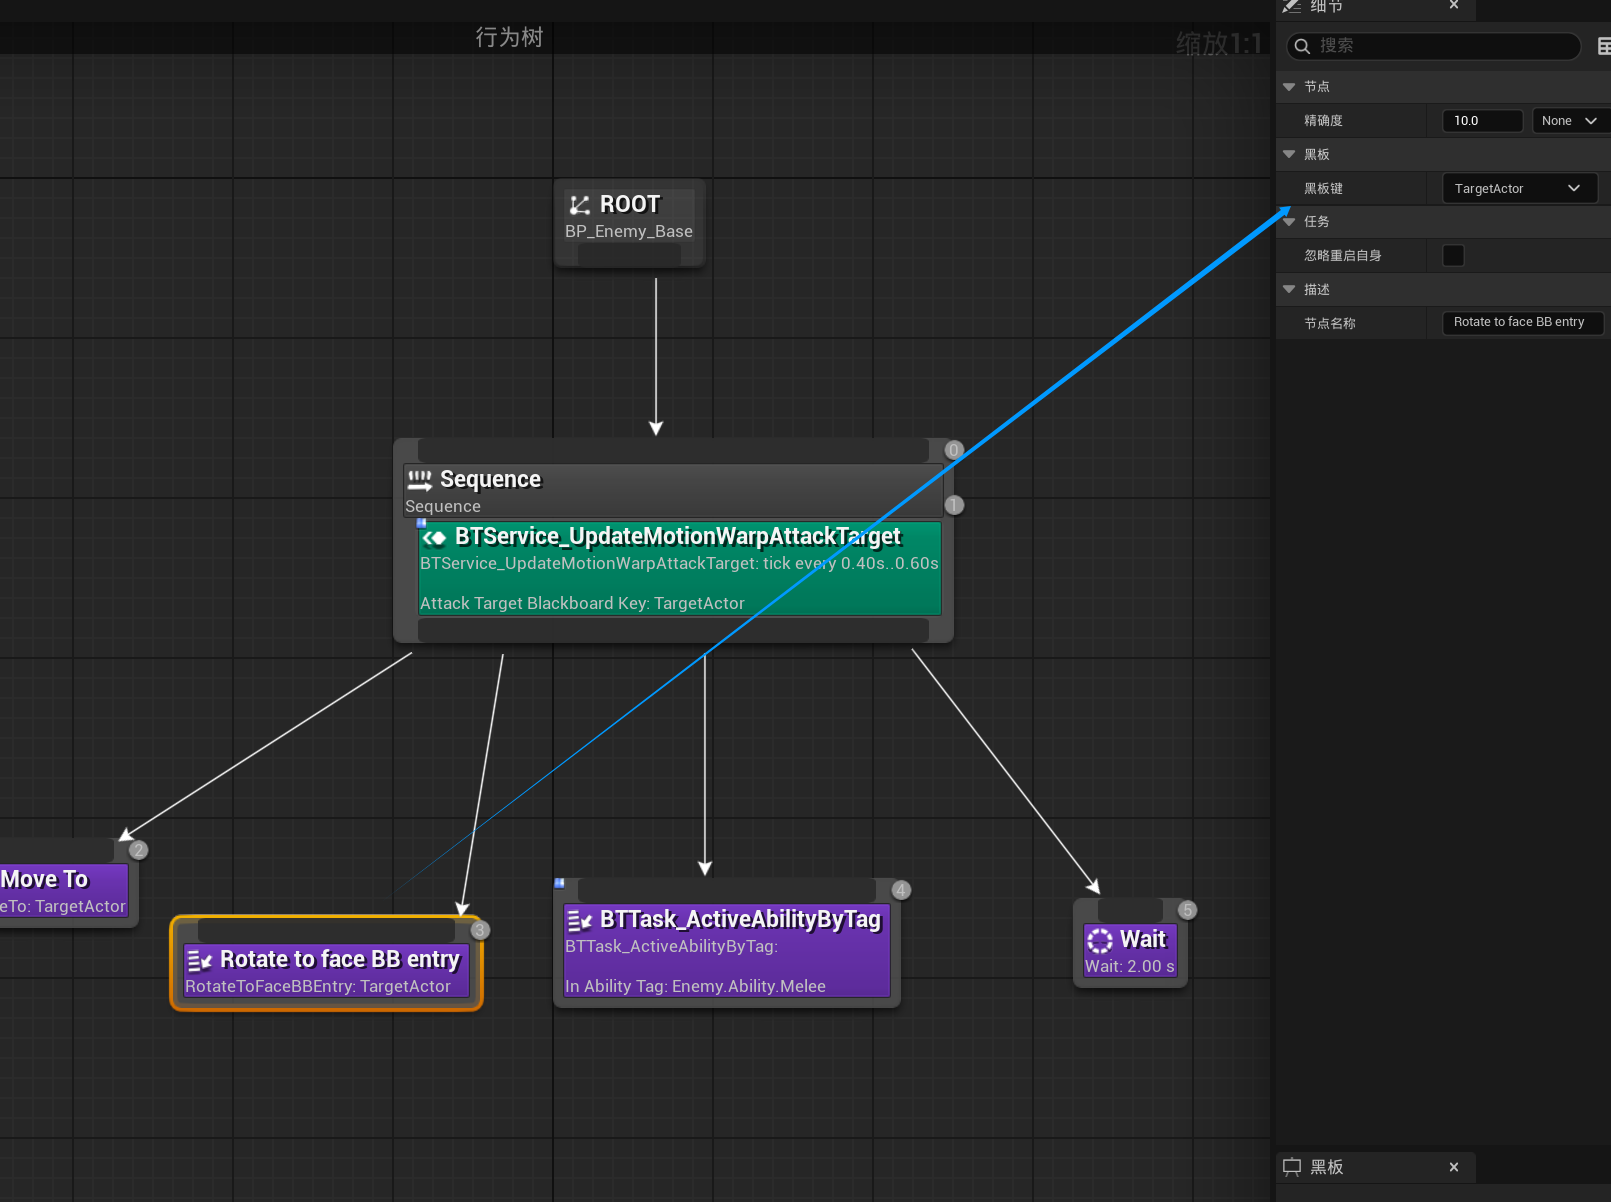 行为树
缩放1:1
ROOT
BP_Enemy_Base
0
Sequence
Sequence
1
BTService_UpdateMotionWarpAttackTarget
BTService_UpdateMotionWarpAttackTarget: tick every 0.40s..0.60s
Attack Target Blackboard Key: TargetActor
2
Move To
eTo: TargetActor
3
Rotate to face BB entry
RotateToFaceBBEntry: TargetActor
4
BTTask_ActiveAbilityByTag
BTTask_ActiveAbilityByTag:
In Ability Tag: Enemy.Ability.Melee
5
Wait
Wait: 2.00 s
细节
搜索
节点
精确度 10.0 None
黑板
黑板键 TargetActor
任务
忽略重启自身
描述
节点名称 Rotate to face BB entry
黑板